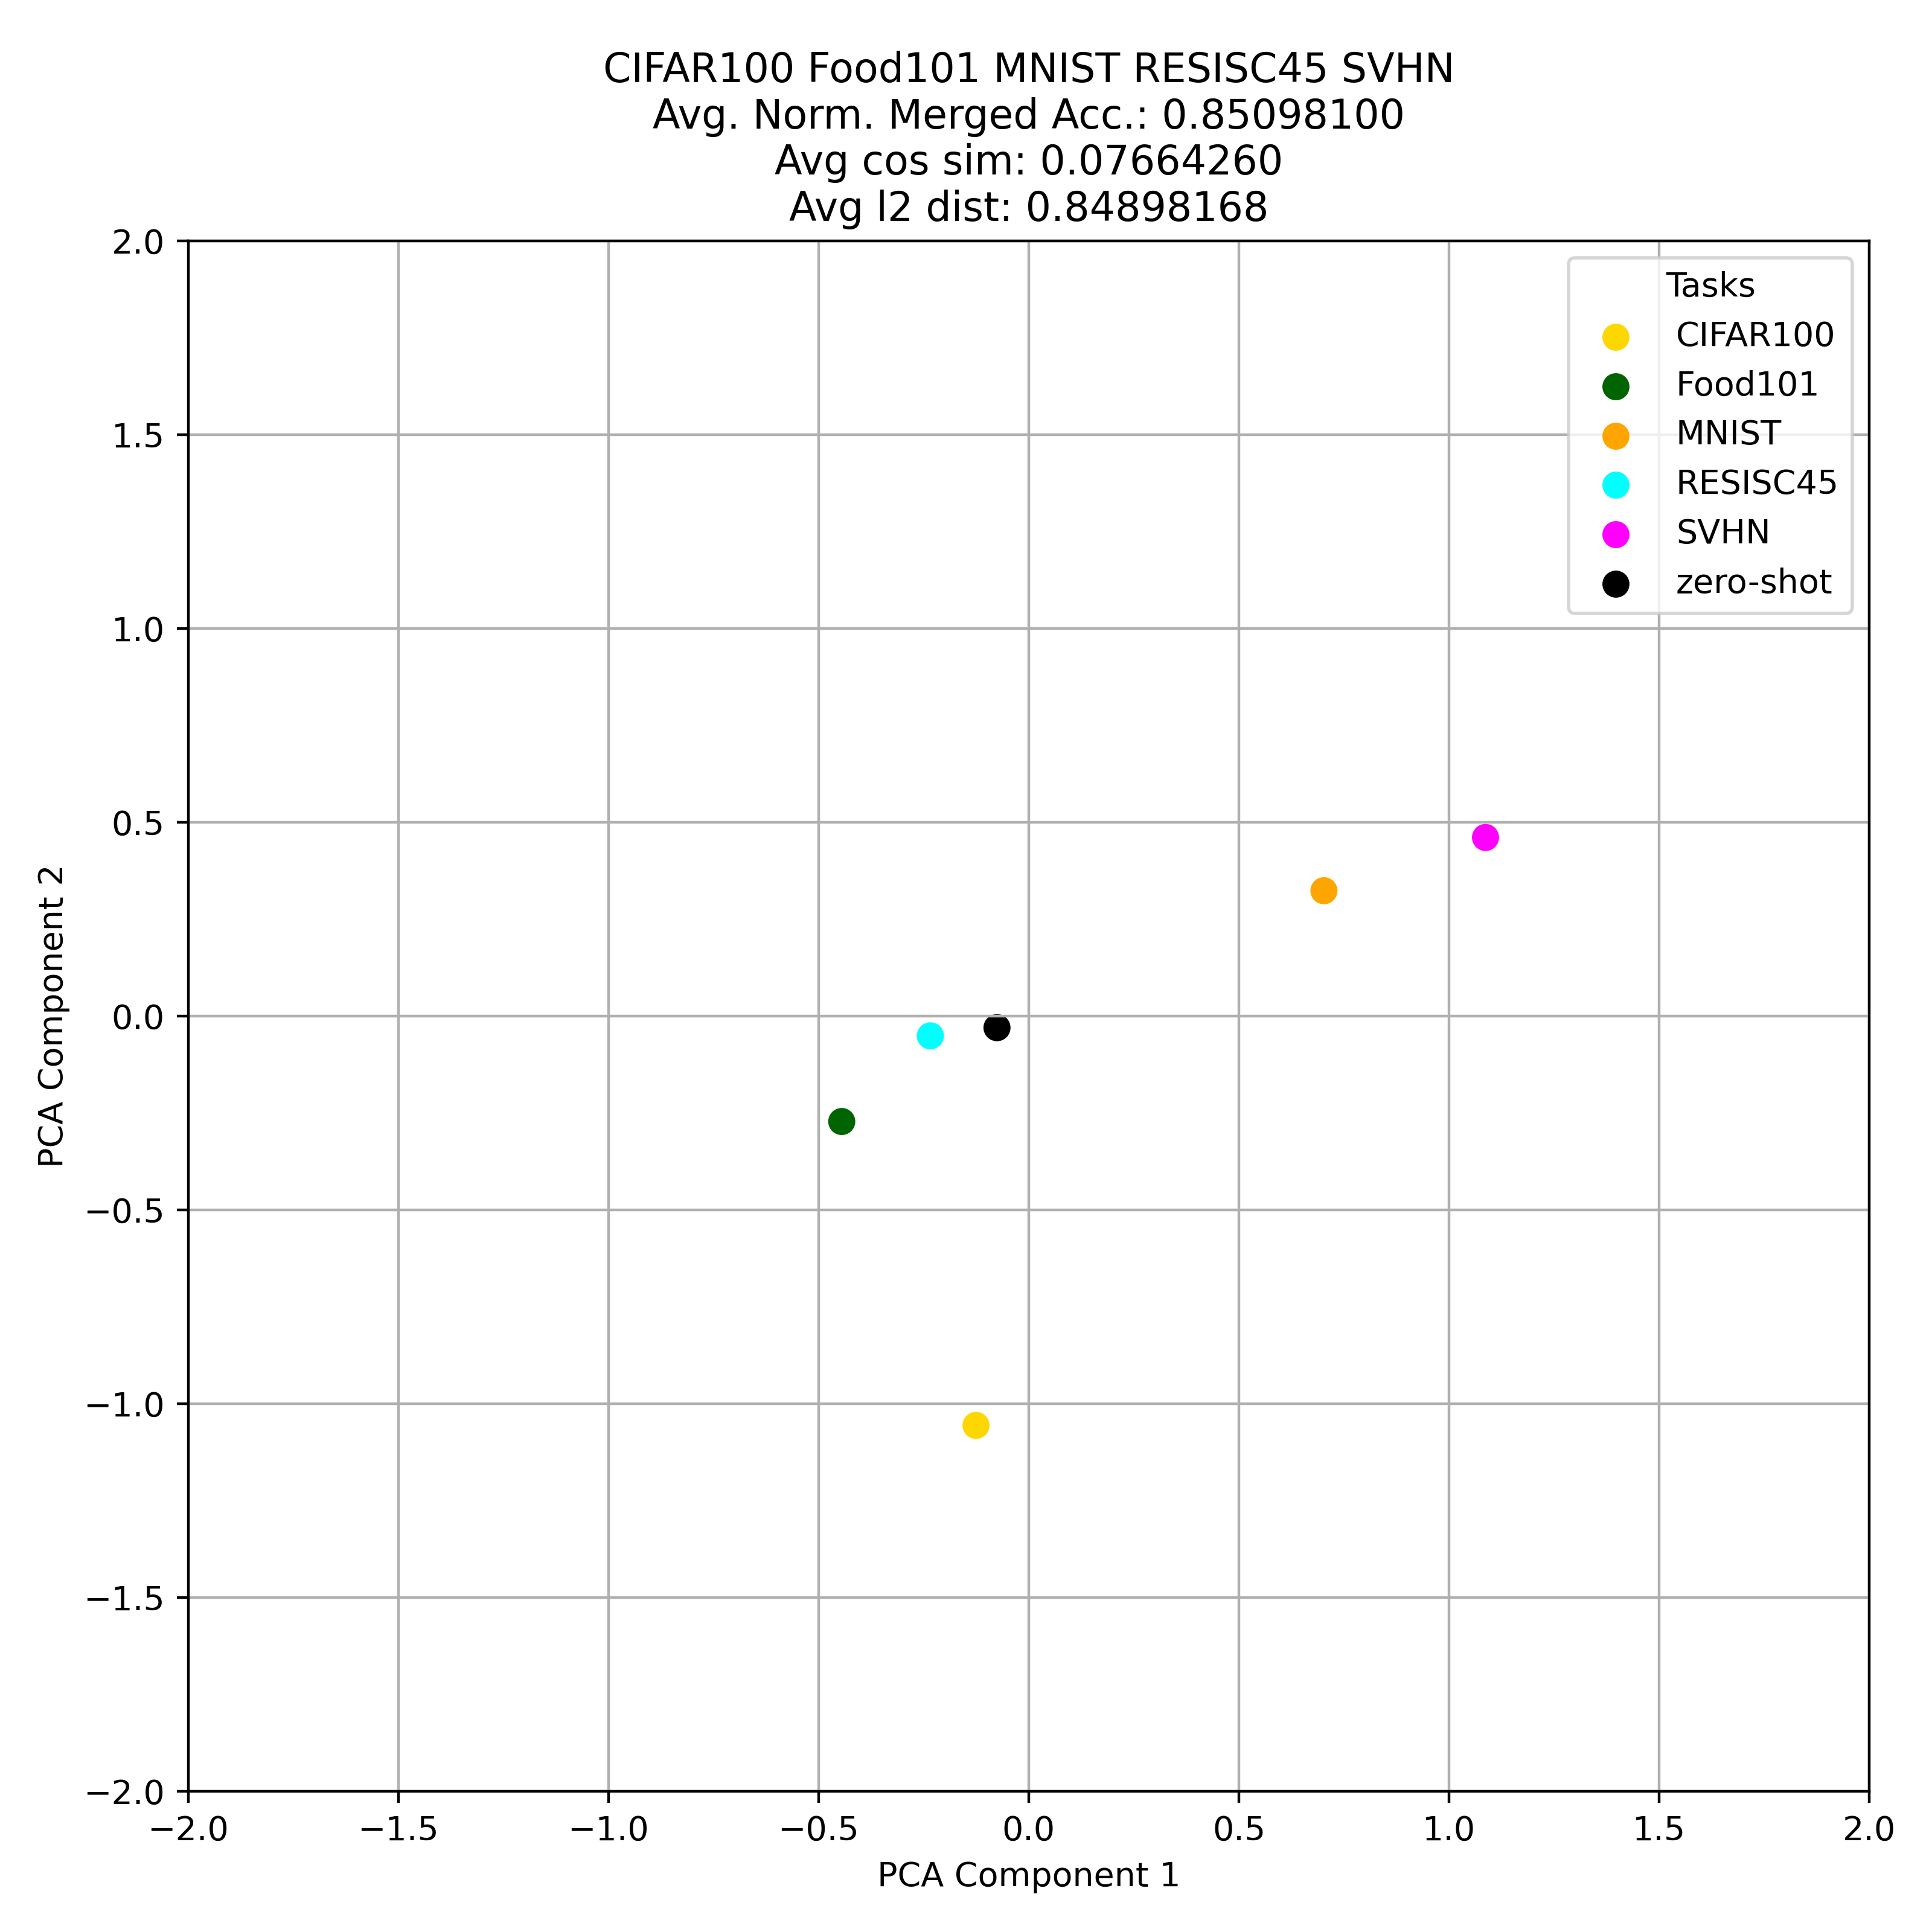 CIFAR100 Food101 MNIST RESISC45 SVHN
Avg. Norm. Merged Acc.: 0.85098100
Avg cos sim: 0.07664260
Avg l2 dist: 0.84898168
Tasks
CIFAR100
Food101
MNIST
RESISC45
SVHN
zero-shot
2.0
1.5
1.0
0.5
0.0
−0.5
−1.0
−1.5
−2.0
PCA Component 2
−2.0 −1.5 −1.0 −0.5 0.0 0.5 1.0 1.5 2.0
PCA Component 1